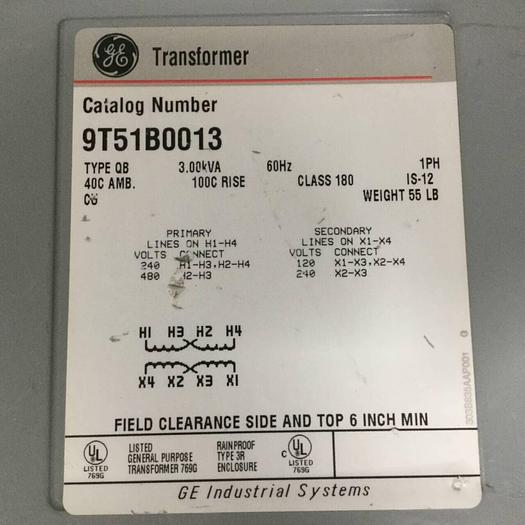 GE Transformer
Catalog Number
9T51B0013
TYPE QB 3.00kVA 60Hz 1PH
40C AMB. 100C RISE CLASS 180 IS-12
CU WEIGHT 55 LB
PRIMARY SECONDARY
LINES ON H1-H4 LINES ON X1-X4
VOLTS CONNECT VOLTS CONNECT
240 H1-H3,H2-H4 120 X1-X3,X2-X4
480 H2-H3 240 X2-X3
H1 H3 H2 H4
X4 X2 X3 X1
FIELD CLEARANCE SIDE AND TOP 6 INCH MIN
UL LISTED 769G
LISTED GENERAL PURPOSE TRANSFORMER 769G
RAINPROOF TYPE 3R ENCLOSURE
C UL LISTED 769G
GE Industrial Systems